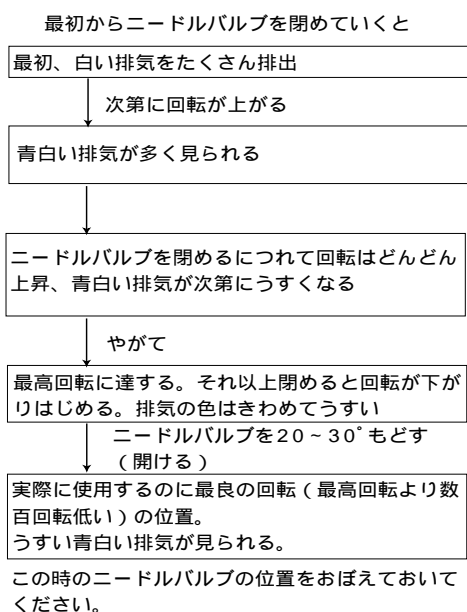 最初からニードルバルブを閉めていくと
最初、白い排気をたくさん排出
次第に回転が上がる
青白い排気が多く見られる
ニードルバルブを閉めるにつれて回転はどんどん
上昇、青白い排気が次第にうすくなる
やがて
最高回転に達する。それ以上閉めると回転が下が
りはじめる。排気の色はきわめてうすい
ニードルバルブを20~30°もどす
(開ける)
実際に使用するのに最良の回転(最高回転より数
百回転低い)の位置。
うすい青白い排気が見られる。
この時のニードルバルブの位置をおぼえておいて
ください。